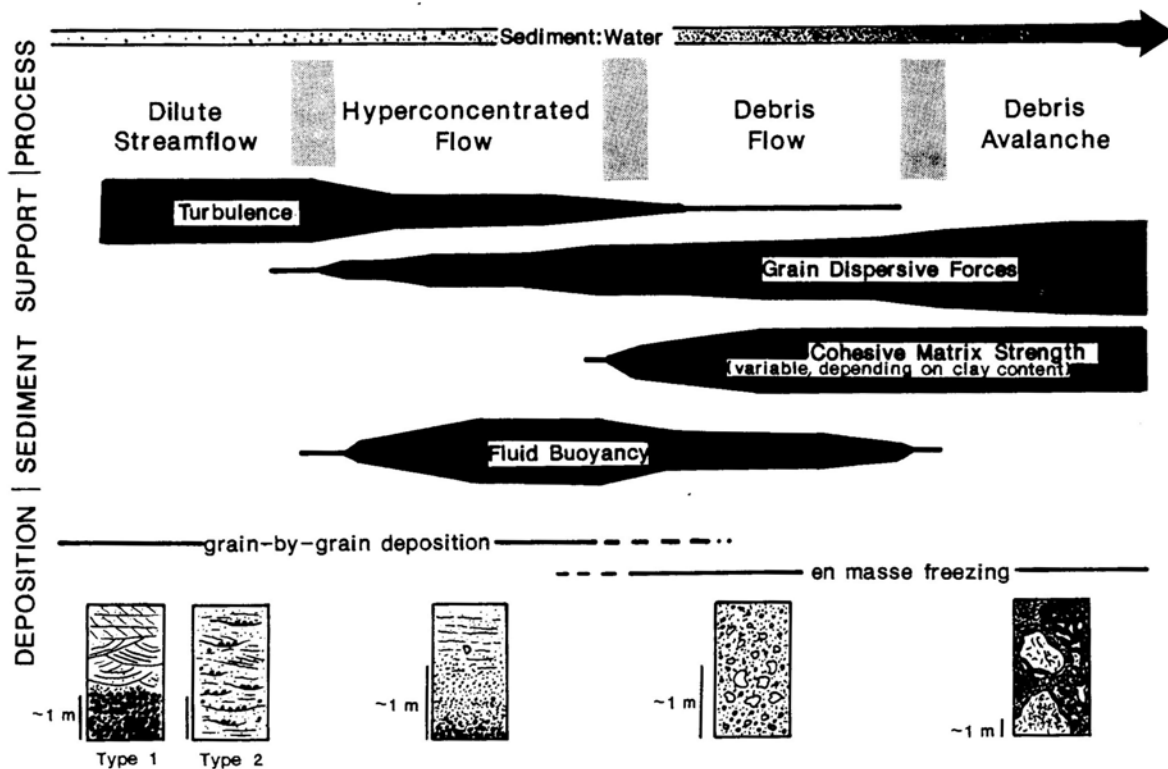 Sediment:Water
PROCESS
Dilute
Streamflow
Hyperconcentrated
Flow
Debris
Flow
Debris
Avalanche
SEDIMENT SUPPORT
Turbulence
Grain Dispersive Forces
Cohesive Matrix Strength
(variable, depending on clay content)
Fluid Buoyancy
DEPOSITION
grain-by-grain deposition
en masse freezing
~1 m
Type 1
Type 2
~1 m
~1 m
~1 m